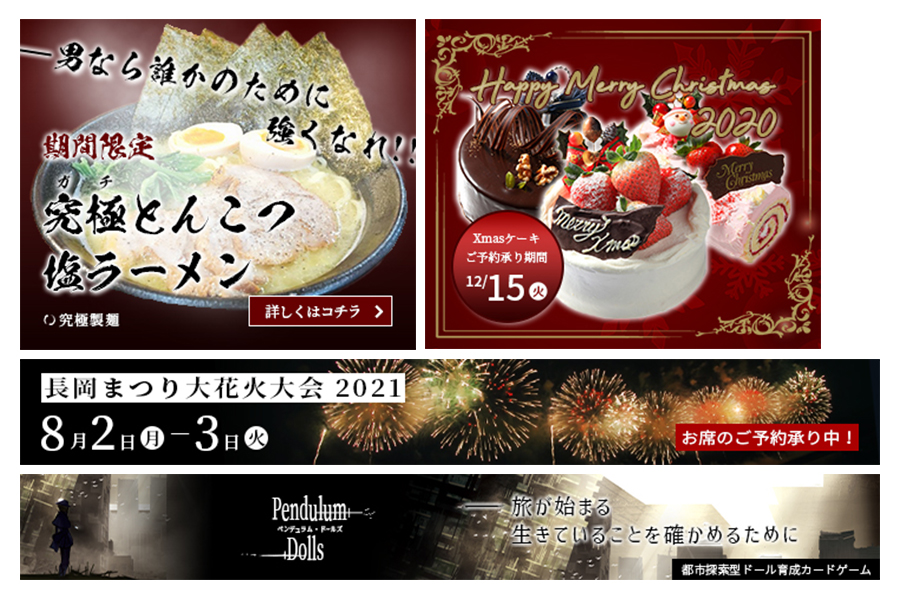 ―男なら誰かのために
強くなれ!!
期間限定
ガチ
究極とんこつ
塩ラーメン
詳しくはコチラ
究極製麺
Happy Merry Christmas
2020
Merry
Christmas
Merry
Xmas
Xmasケーキ
ご予約承り期間
12/15火
長岡まつり大花火大会 2021
8月2日月－3日火
お席のご予約承り中！
Pendulum
ペンデュラム・ドールズ
Dolls
―― 旅が始まる
生きていることを確かめるために
都市探索型ドール育成カードゲーム